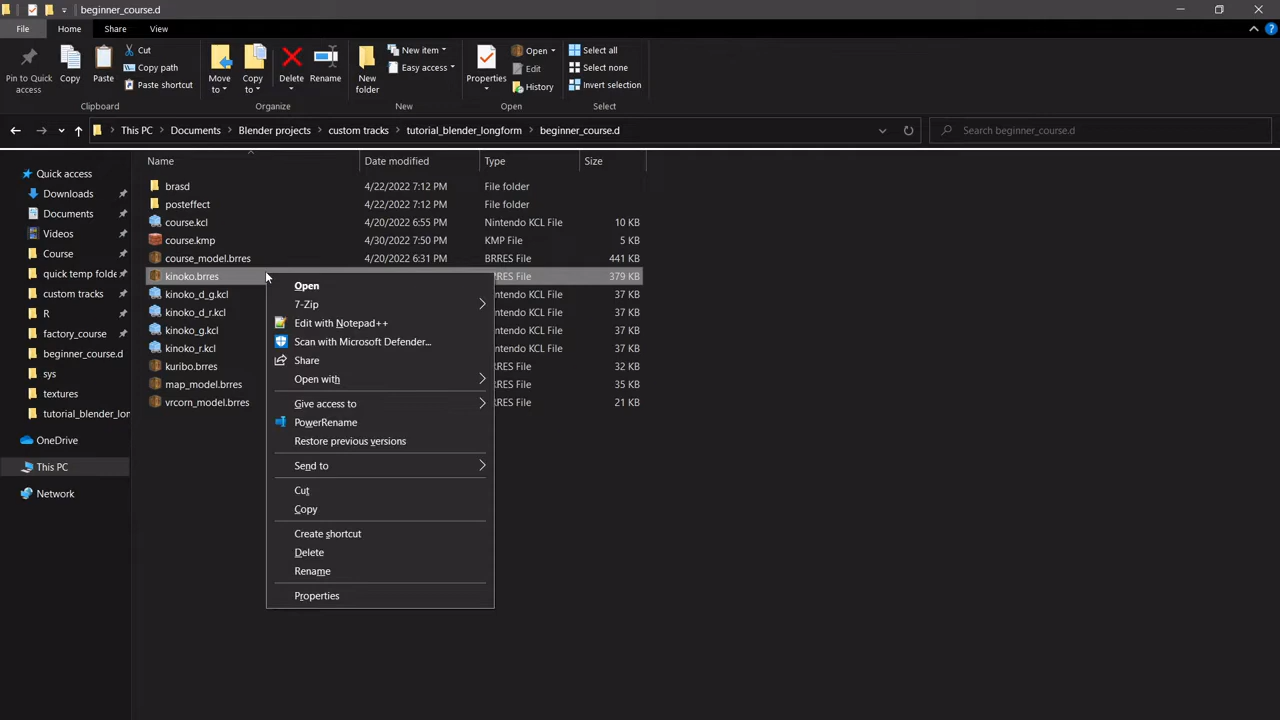 beginner_course.d
File Home Share View
Pin to Quick access
Copy
Paste
Cut
Copy path
Paste shortcut
Clipboard
Move to
Copy to
Delete
Rename
Organize
New folder
New item
Easy access
New
Properties
Open
Edit
History
Open
Select all
Select none
Invert selection
Select
This PC > Documents > Blender projects > custom tracks > tutorial_blender_longform > beginner_course.d
Search beginner_course.d
Quick access
Downloads
Documents
Videos
Course
quick temp folde
custom tracks
R
factory_course
beginner_course.d
sys
textures
tutorial_blender_lon
OneDrive
This PC
Network
Name Date modified Type Size
brasd 4/22/2022 7:12 PM File folder
posteffect 4/22/2022 7:12 PM File folder
course.kcl 4/20/2022 6:55 PM Nintendo KCL File 10 KB
course.kmp 4/30/2022 7:50 PM KMP File 5 KB
course_model.brres 4/20/2022 6:31 PM BRRES File 441 KB
kinoko.brres RES File 379 KB
kinoko_d_g.kcl ntendo KCL File 37 KB
kinoko_d_r.kcl ntendo KCL File 37 KB
kinoko_g.kcl ntendo KCL File 37 KB
kinoko_r.kcl ntendo KCL File 37 KB
kuribo.brres RES File 32 KB
map_model.brres RES File 35 KB
vrcorn_model.brres RES File 21 KB
Open
7-Zip
Edit with Notepad++
Scan with Microsoft Defender...
Share
Open with
Give access to
PowerRename
Restore previous versions
Send to
Cut
Copy
Create shortcut
Delete
Rename
Properties